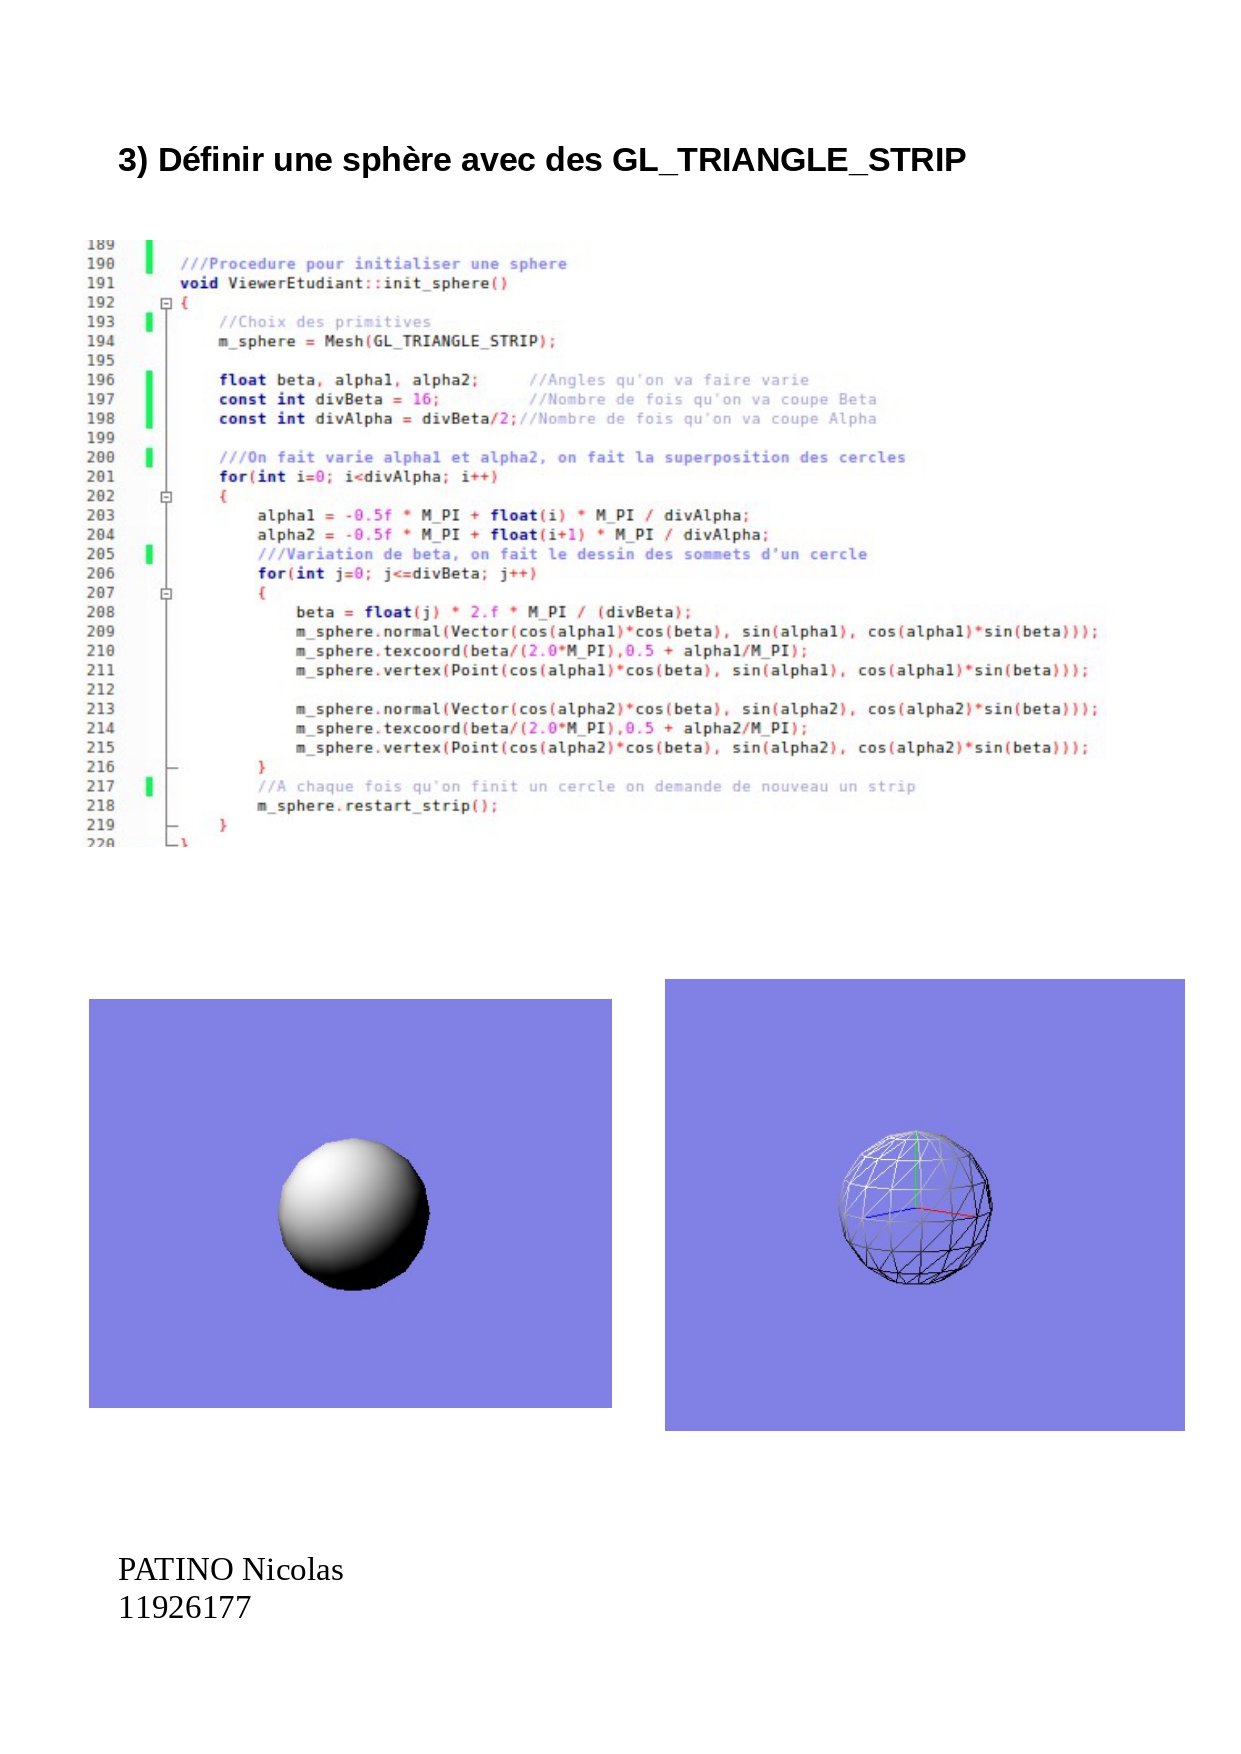 3) Définir une sphère avec des GL_TRIANGLE_STRIP
189
190 ///Procedure pour initialiser une sphere
191 void ViewerEtudiant::init_sphere()
192 {
193 //Choix des primitives
194 m_sphere = Mesh(GL_TRIANGLE_STRIP);
195
196 float beta, alpha1, alpha2; //Angles qu'on va faire varie
197 const int divBeta = 16; //Nombre de fois qu'on va coupe Beta
198 const int divAlpha = divBeta/2;//Nombre de fois qu'on va coupe Alpha
199
200 ///On fait varie alpha1 et alpha2, on fait la superposition des cercles
201 for(int i=0; i<divAlpha; i++)
202 {
203 alpha1 = -0.5f * M_PI + float(i) * M_PI / divAlpha;
204 alpha2 = -0.5f * M_PI + float(i+1) * M_PI / divAlpha;
205 ///Variation de beta, on fait le dessin des sommets d'un cercle
206 for(int j=0; j<=divBeta; j++)
207 {
208 beta = float(j) * 2.f * M_PI / (divBeta);
209 m_sphere.normal(Vector(cos(alpha1)*cos(beta), sin(alpha1), cos(alpha1)*sin(beta)));
210 m_sphere.texcoord(beta/(2.0*M_PI),0.5 + alpha1/M_PI);
211 m_sphere.vertex(Point(cos(alpha1)*cos(beta), sin(alpha1), cos(alpha1)*sin(beta)));
212
213 m_sphere.normal(Vector(cos(alpha2)*cos(beta), sin(alpha2), cos(alpha2)*sin(beta)));
214 m_sphere.texcoord(beta/(2.0*M_PI),0.5 + alpha2/M_PI);
215 m_sphere.vertex(Point(cos(alpha2)*cos(beta), sin(alpha2), cos(alpha2)*sin(beta)));
216 }
217 //A chaque fois qu'on finit un cercle on demande de nouveau un strip
218 m_sphere.restart_strip();
219 }
220 }
PATINO Nicolas
11926177